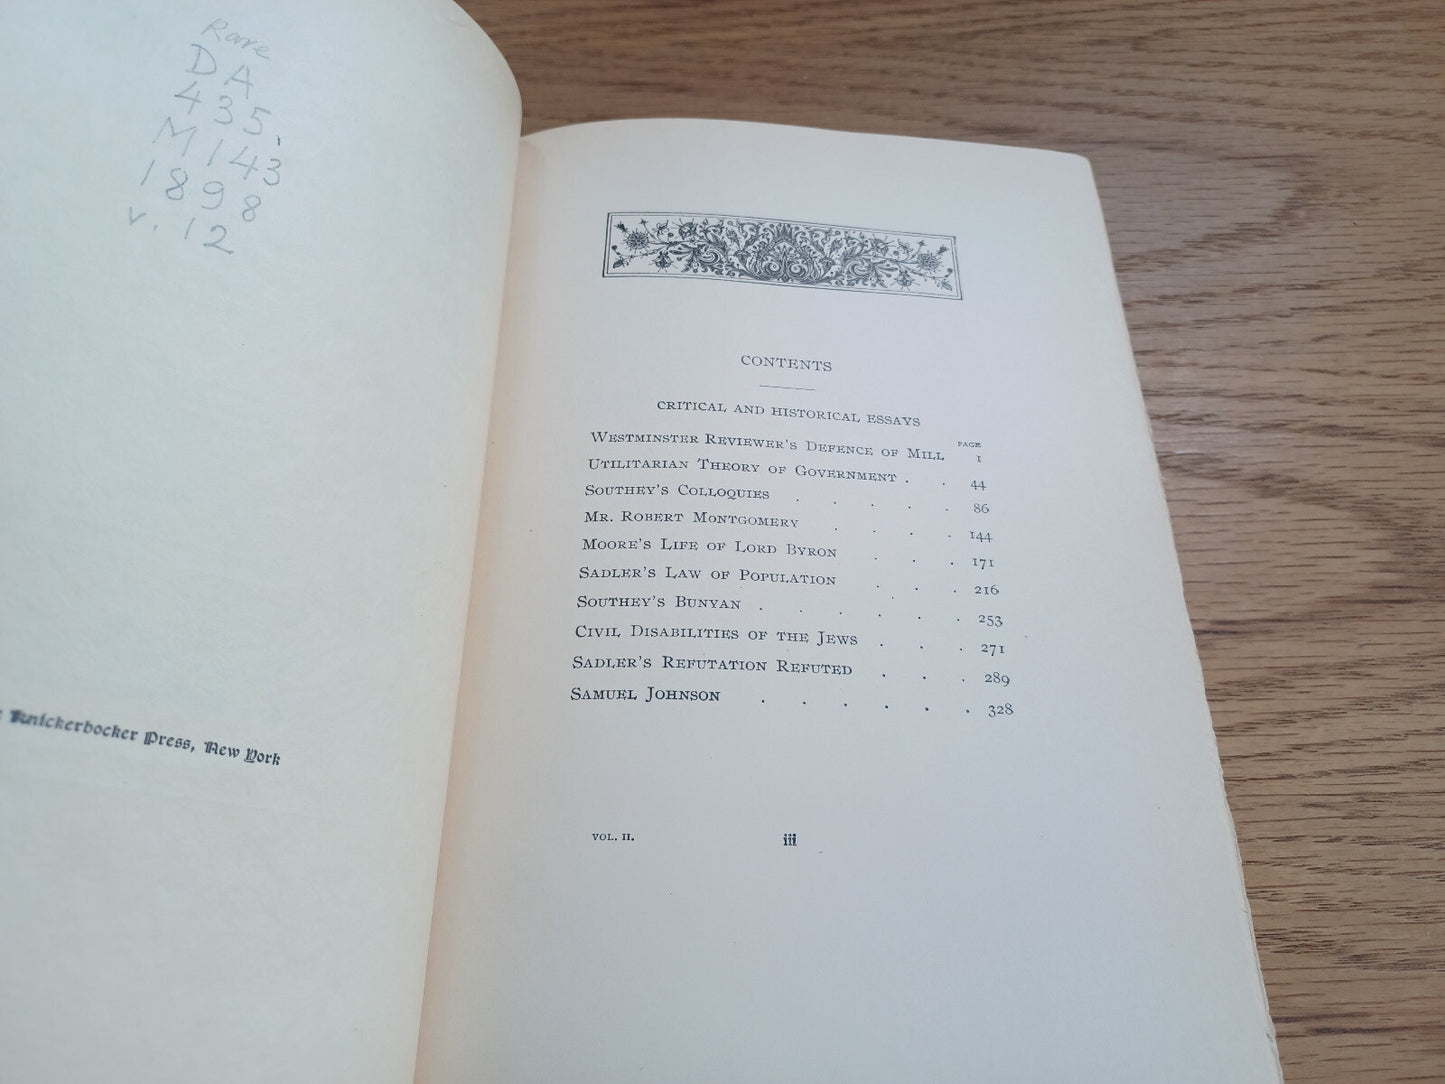 Rare
DA
435.
M143
1898
v. 12
Knickerbocker Press, New York
CONTENTS
CRITICAL AND HISTORICAL ESSAYS
PAGE
WESTMINSTER REVIEWER'S DEFENCE OF MILL 1
UTILITARIAN THEORY OF GOVERNMENT . . 44
SOUTHEY'S COLLOQUIES . . . . . 86
MR. ROBERT MONTGOMERY . . . . 144
MOORE'S LIFE OF LORD BYRON . . . 171
SADLER'S LAW OF POPULATION . . . 216
SOUTHEY'S BUNYAN . . . . . . 253
CIVIL DISABILITIES OF THE JEWS . . . 271
SADLER'S REFUTATION REFUTED . . . 289
SAMUEL JOHNSON . . . . . . 328
VOL. II. iii